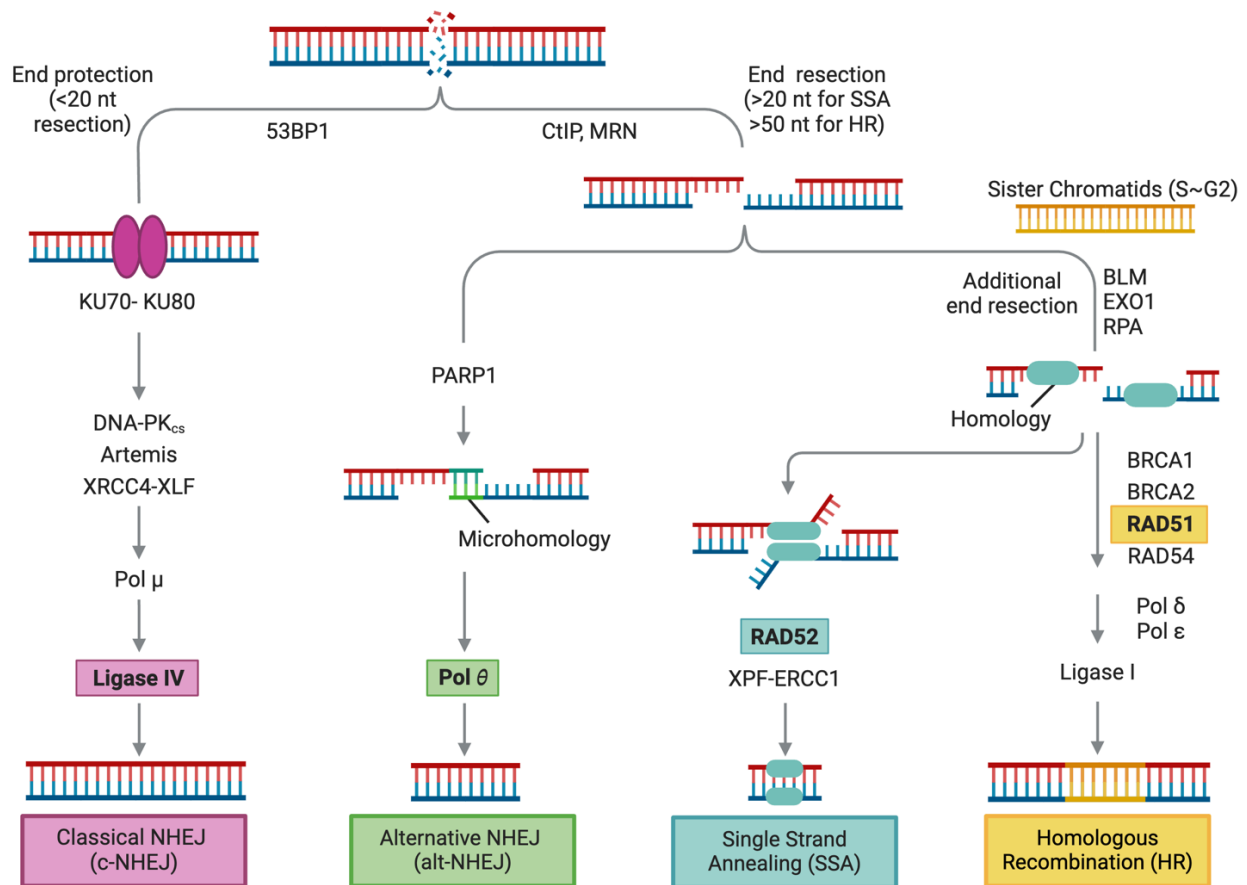 End protection
(<20 nt
resection)
53BP1
CtIP, MRN
End resection
(>20 nt for SSA
>50 nt for HR)
Sister Chromatids (S~G2)
KU70- KU80
DNA-PKcs
Artemis
XRCC4-XLF
Pol μ
Ligase IV
Classical NHEJ
(c-NHEJ)
PARP1
Microhomology
Pol θ
Alternative NHEJ
(alt-NHEJ)
Additional
end resection
BLM
EXO1
RPA
Homology
RAD52
XPF-ERCC1
Single Strand
Annealing (SSA)
BRCA1
BRCA2
RAD51
RAD54
Pol δ
Pol ε
Ligase I
Homologous
Recombination (HR)